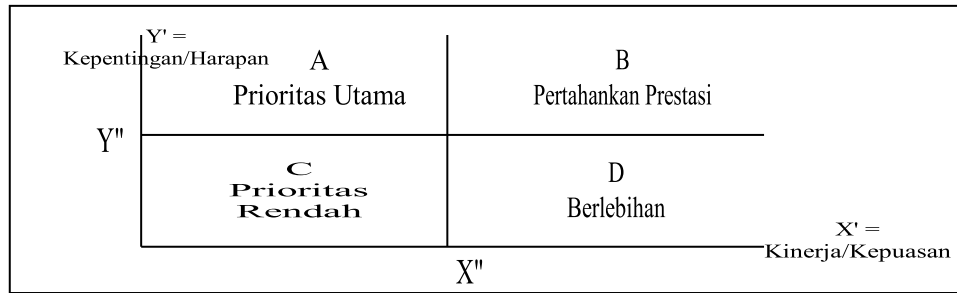 Y' =
Kepentingan/Harapan
A
Prioritas Utama
B
Pertahankan Prestasi
Y"
C
Prioritas
Rendah
D
Berlebihan
X' =
Kinerja/Kepuasan
X"